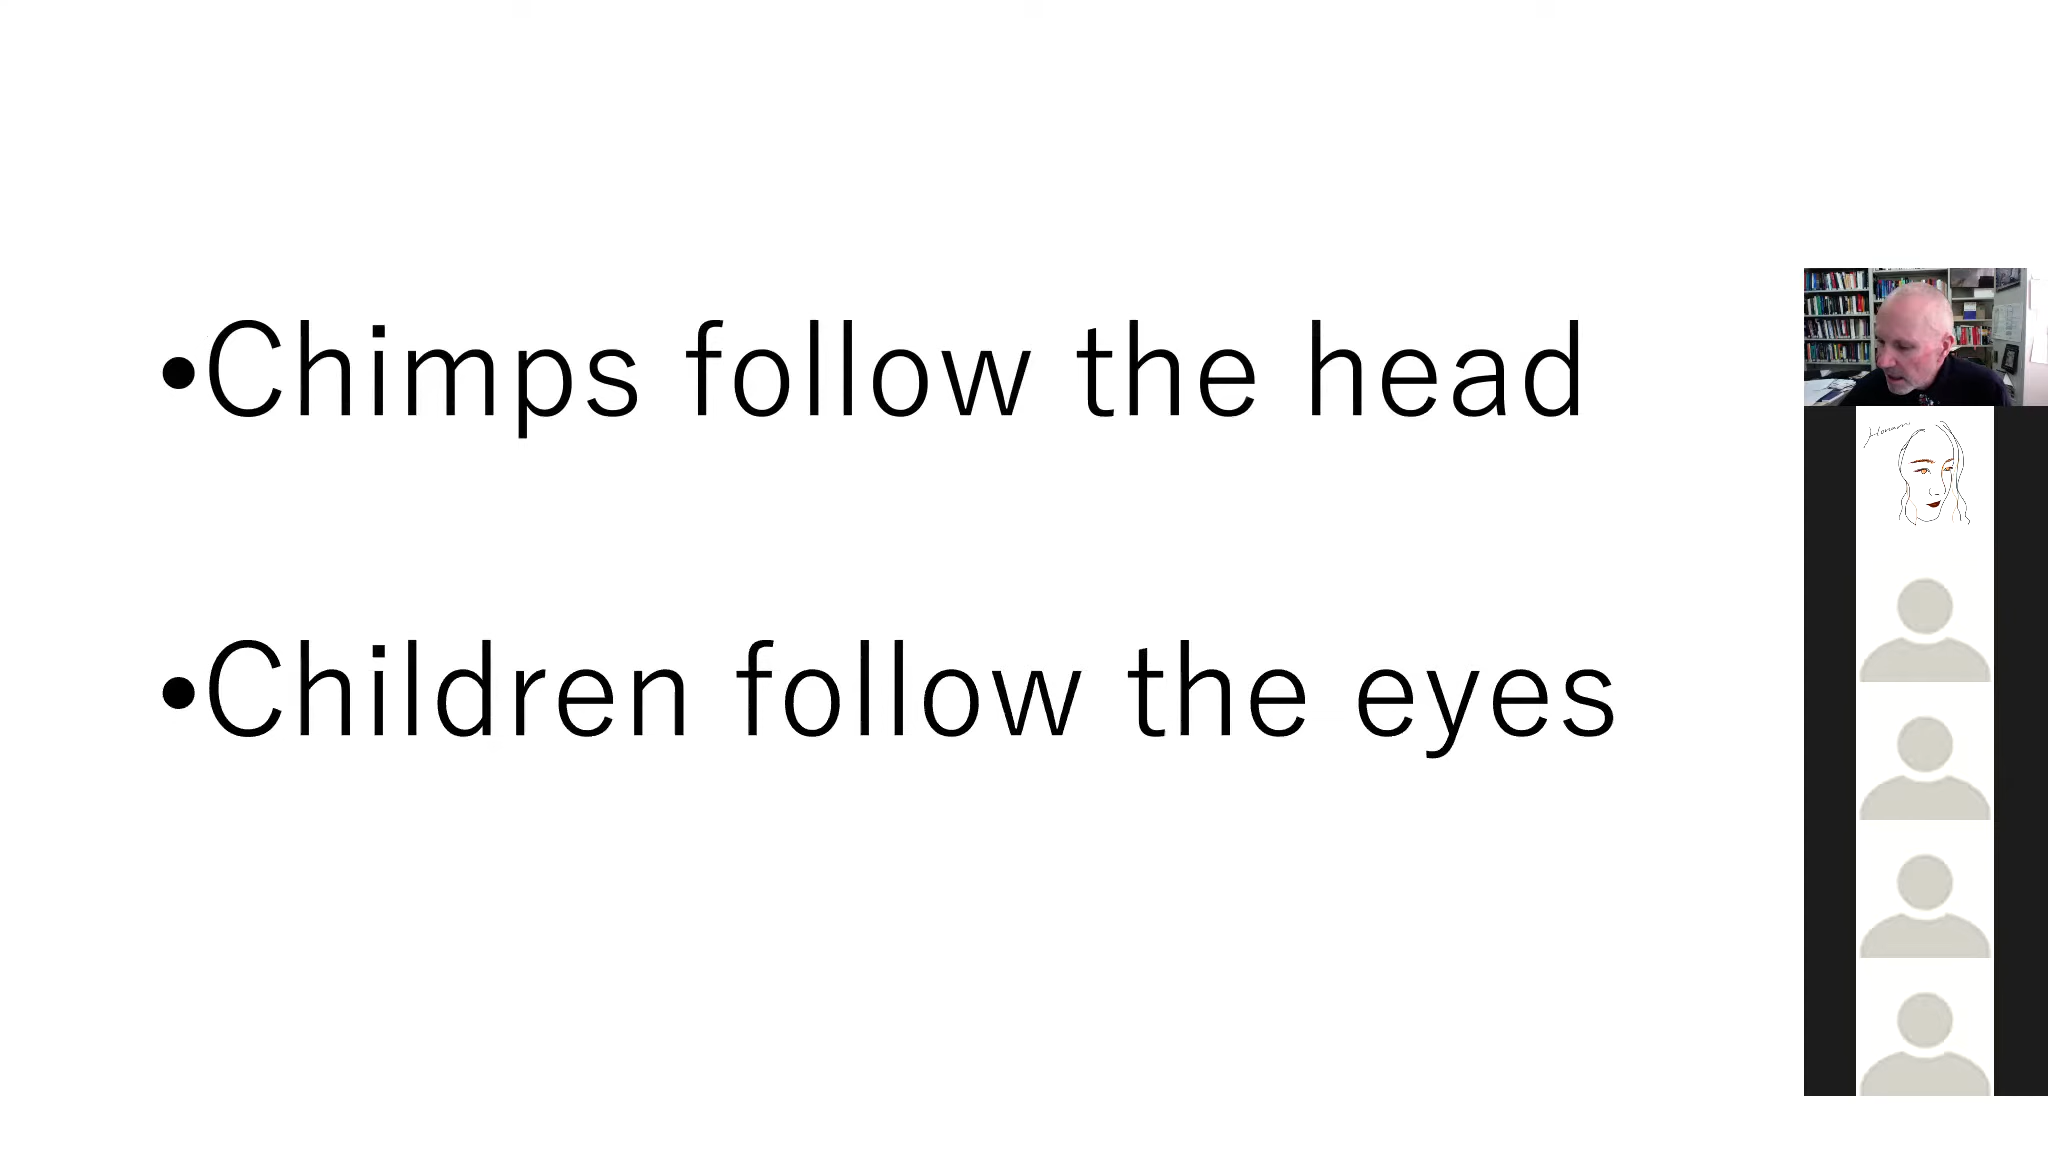 •Chimps follow the head
•Children follow the eyes